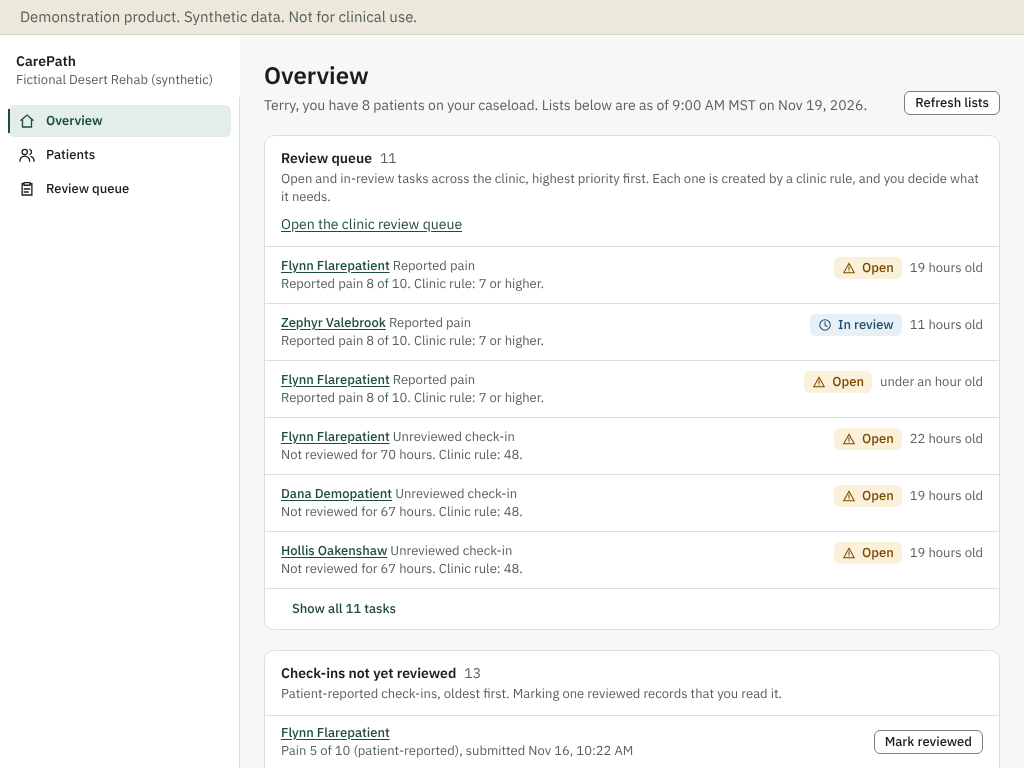 Demonstration product. Synthetic data. Not for clinical use.
CarePath
Fictional Desert Rehab (synthetic)
Overview
Patients
Review queue
Overview
Terry, you have 8 patients on your caseload. Lists below are as of 9:00 AM MST on Nov 19, 2026.
Refresh lists
Review queue 11
Open and in-review tasks across the clinic, highest priority first. Each one is created by a clinic rule, and you decide what
it needs.
Open the clinic review queue
Flynn Flarepatient Reported pain
Reported pain 8 of 10. Clinic rule: 7 or higher.
Open 19 hours old
Zephyr Valebrook Reported pain
Reported pain 8 of 10. Clinic rule: 7 or higher.
In review 11 hours old
Flynn Flarepatient Reported pain
Reported pain 8 of 10. Clinic rule: 7 or higher.
Open under an hour old
Flynn Flarepatient Unreviewed check-in
Not reviewed for 70 hours. Clinic rule: 48.
Open 22 hours old
Dana Demopatient Unreviewed check-in
Not reviewed for 67 hours. Clinic rule: 48.
Open 19 hours old
Hollis Oakenshaw Unreviewed check-in
Not reviewed for 67 hours. Clinic rule: 48.
Open 19 hours old
Show all 11 tasks
Check-ins not yet reviewed 13
Patient-reported check-ins, oldest first. Marking one reviewed records that you read it.
Flynn Flarepatient
Pain 5 of 10 (patient-reported), submitted Nov 16, 10:22 AM
Mark reviewed